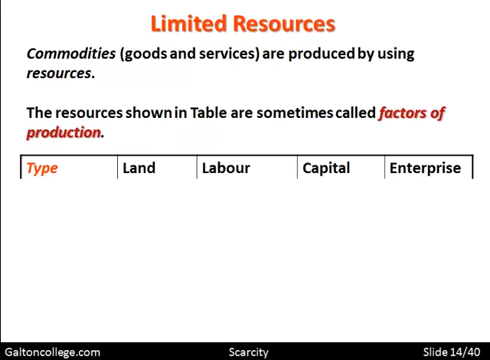 Limited Resources
Commodities (goods and services) are produced by using
resources.
The resources shown in Table are sometimes called factors of
production.
Type Land Labour Capital Enterprise
Galtoncollege.com Scarcity Slide 14/40